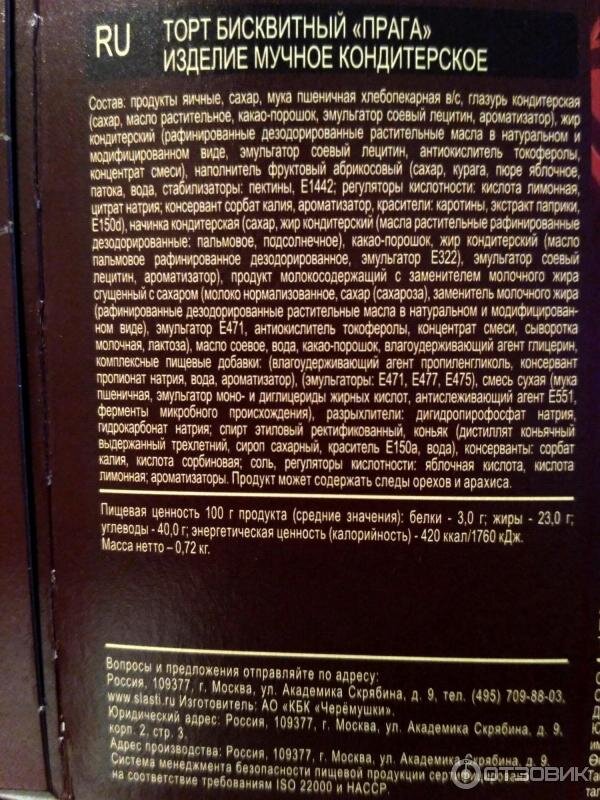 RU
ТОРТ БИСКВИТНЫЙ «ПРАГА»
ИЗДЕЛИЕ МУЧНОЕ КОНДИТЕРСКОЕ
Состав: продукты яичные, сахар, мука пшеничная хлебопекарная в/с, глазурь кондитерская
(сахар, масло растительное, какао-порошок, эмульгатор соевый лецитин, ароматизатор), жир
кондитерский (рафинированные дезодорированные растительные масла в натуральном и
модифицированном виде, эмульгатор соевый лецитин, антиокислитель токоферолы,
концентрат смеси), наполнитель фруктовый абрикосовый (сахар, курага, пюре яблочное,
патока, вода, стабилизаторы: пектины, Е1442; регуляторы кислотности: кислота лимонная,
цитрат натрия; консервант сорбат калия, ароматизатор, красители: каротины, экстракт паприки,
Е150d), начинка кондитерская (сахар, жир кондитерский (масла растительные рафинированные
дезодорированные: пальмовое, подсолнечное), какао-порошок, жир кондитерский (масло
пальмовое рафинированное дезодорированное, эмульгатор Е322), эмульгатор соевый
лецитин, ароматизатор), продукт молокосодержащий с заменителем молочного жира
сгущенный с сахаром (молоко нормализованное, сахар (сахароза), заменитель молочного жира
(рафинированные дезодорированные растительные масла в натуральном и модифицирован-
ном виде), эмульгатор Е471, антиокислитель токоферолы, концентрат смеси, сыворотка
молочная, лактоза), масло соевое, вода, какао-порошок, влагоудерживающий агент глицерин,
комплексные пищевые добавки: (влагоудерживающий агент пропиленгликоль, консервант
пропионат натрия, вода, ароматизатор), (эмульгаторы: Е471, Е477, Е475), смесь сухая (мука
пшеничная, эмульгатор моно- и диглицериды жирных кислот, антислеживающий агент Е551,
ферменты микробного происхождения), разрыхлители: дигидропирофосфат натрия,
гидрокарбонат натрия; спирт этиловый ректификованный, коньяк (дистиллят коньячный
выдержанный трехлетний, сироп сахарный, краситель Е150а, вода), консерванты: сорбат
калия, кислота сорбиновая; соль, регуляторы кислотности: яблочная кислота, кислота
лимонная; ароматизаторы. Продукт может содержать следы орехов и арахиса.
Пищевая ценность 100 г продукта (средние значения): белки - 3,0 г; жиры - 23,0 г;
углеводы - 40,0 г; энергетическая ценность (калорийность) - 420 ккал/1760 кДж.
Масса нетто – 0,72 кг.
Вопросы и предложения отправляйте по адресу:
Россия, 109377, г. Москва, ул. Академика Скрябина, д. 9, тел. (495) 709-88-03.
www.slasti.ru Изготовитель: АО «КБК «Черёмушки».
Юридический адрес: Россия, 109377, г. Москва, ул. Академика Скрябина, д. 9,
корп. 2, стр. 3.
Адрес производства: Россия, 109377, г. Москва, ул. Академика Скрябина, д. 9.
Система менеджмента безопасности пищевой продукции
на соответствие требованиям ISO 22000 и НАССР.
ОТЗОВИК